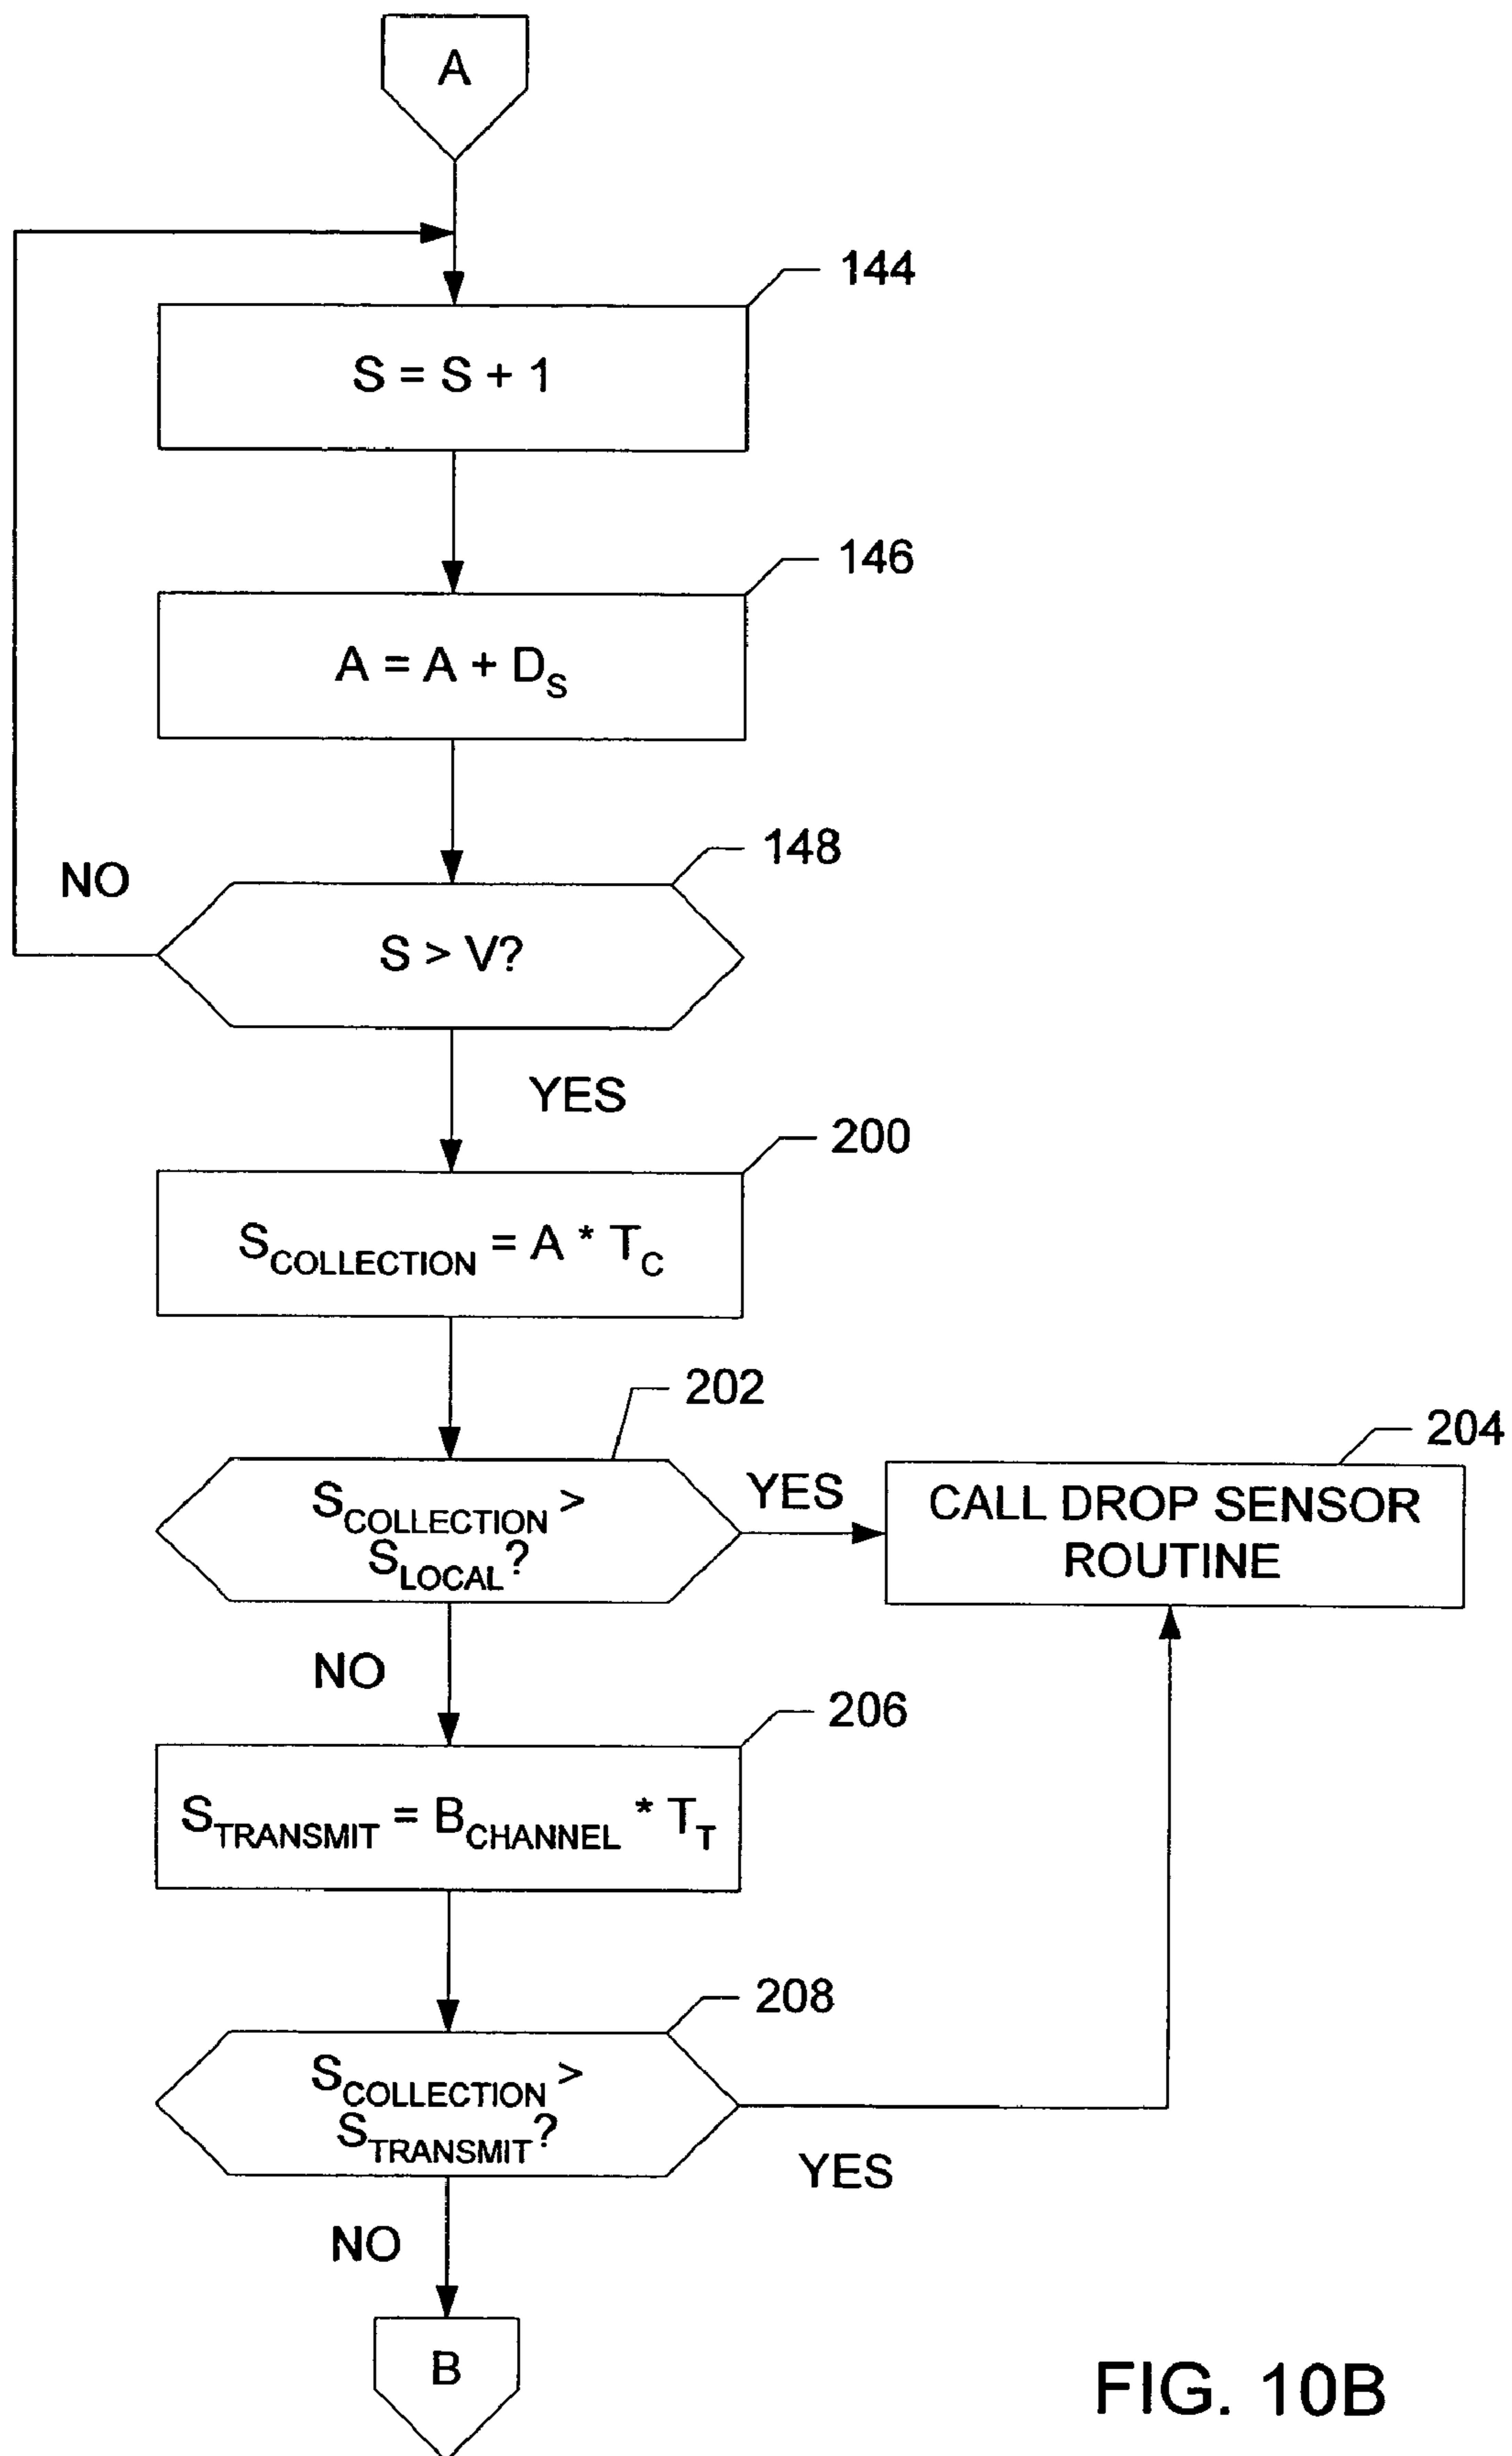 A
144
S = S + 1
146
A = A + D_S
148
NO
S > V?
YES
200
S_COLLECTION = A * T_C
202
S_COLLECTION >
S_LOCAL?
YES
204
CALL DROP SENSOR
ROUTINE
NO
206
S_TRANSMIT = B_CHANNEL * T_T
208
S_COLLECTION >
S_TRANSMIT?
YES
NO
B
FIG. 10B